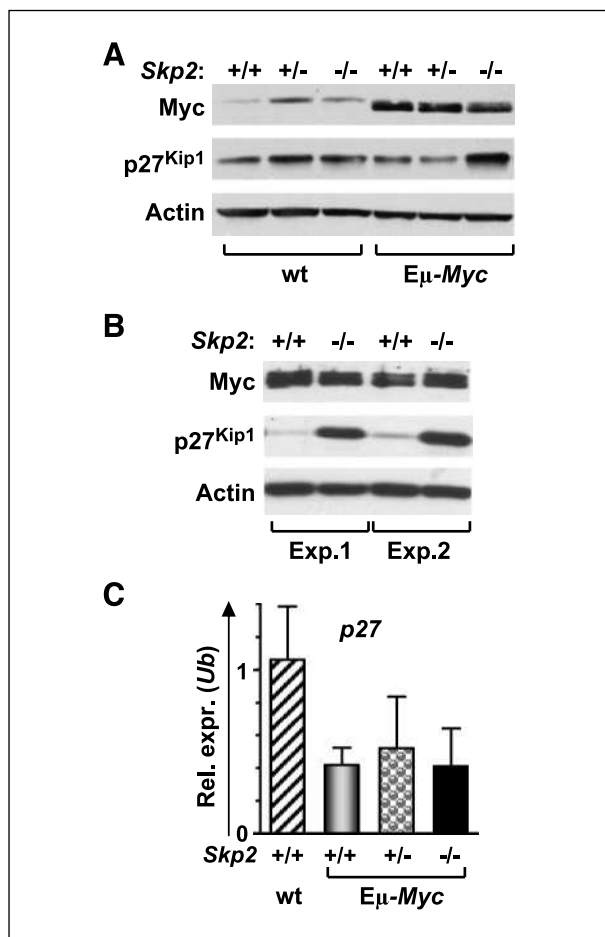 A
Skp2: +/+ +/- -/- +/+ +/- -/-
Myc
p27Kip1
Actin
wt Eμ-Myc
B
Skp2: +/+ -/- +/+ -/-
Myc
p27Kip1
Actin
Exp.1 Exp.2
C
p27
Rel. expr. (Ub)
1
0
Skp2 +/+ +/+ +/- -/-
wt Eμ-Myc